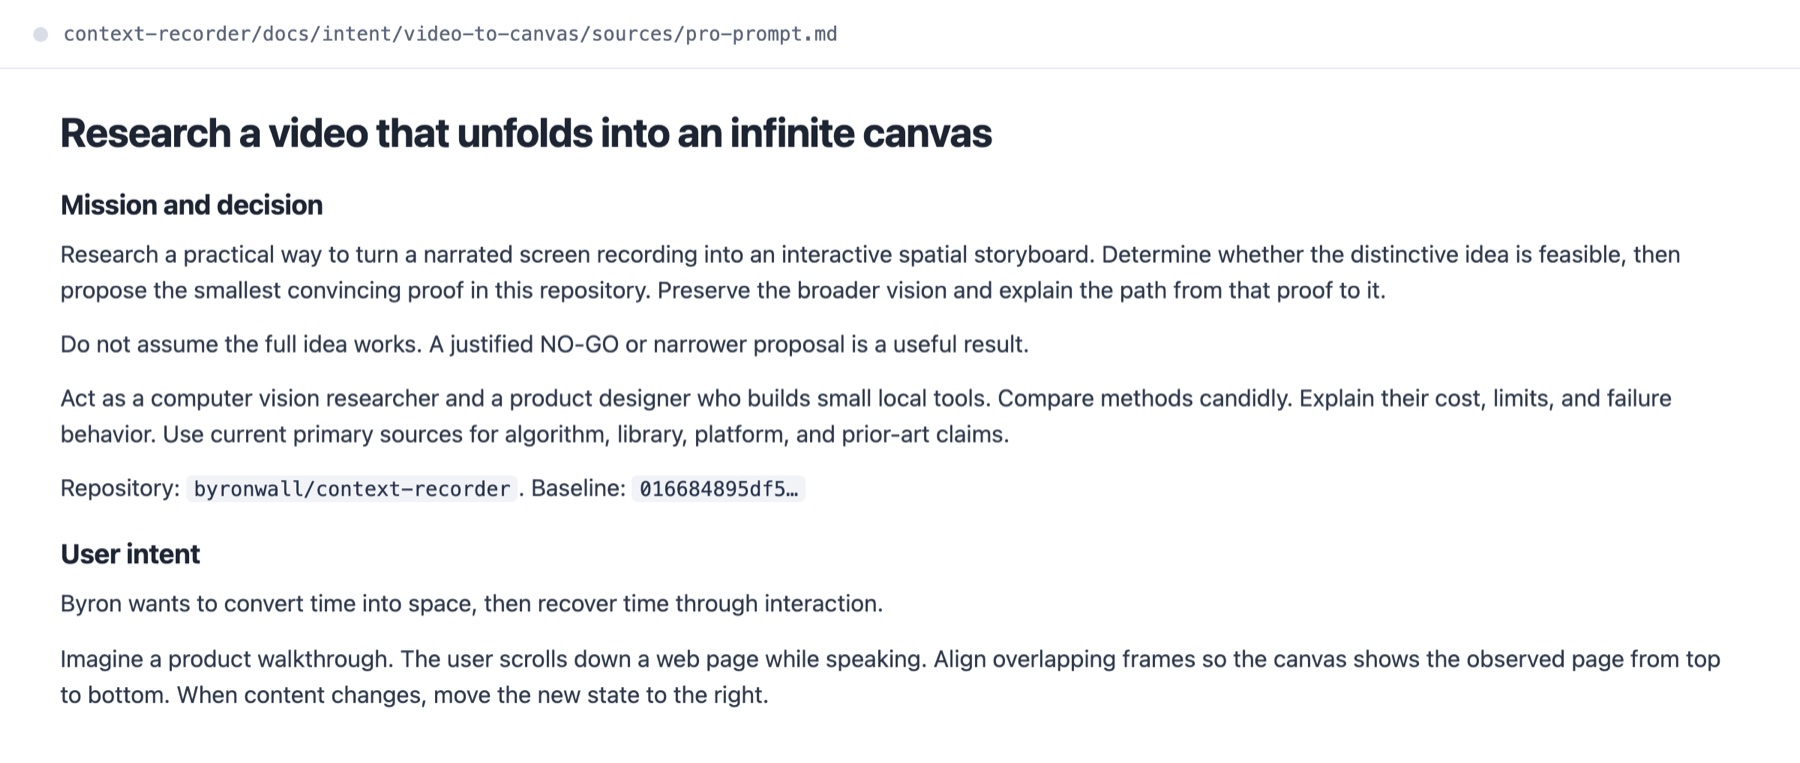 context-recorder/docs/intent/video-to-canvas/sources/pro-prompt.md
Research a video that unfolds into an infinite canvas
Mission and decision
Research a practical way to turn a narrated screen recording into an interactive spatial storyboard. Determine whether the distinctive idea is feasible, then
propose the smallest convincing proof in this repository. Preserve the broader vision and explain the path from that proof to it.
Do not assume the full idea works. A justified NO-GO or narrower proposal is a useful result.
Act as a computer vision researcher and a product designer who builds small local tools. Compare methods candidly. Explain their cost, limits, and failure
behavior. Use current primary sources for algorithm, library, platform, and prior-art claims.
Repository: byronwall/context-recorder. Baseline: 016684895df5…
User intent
Byron wants to convert time into space, then recover time through interaction.
Imagine a product walkthrough. The user scrolls down a web page while speaking. Align overlapping frames so the canvas shows the observed page from top
to bottom. When content changes, move the new state to the right.